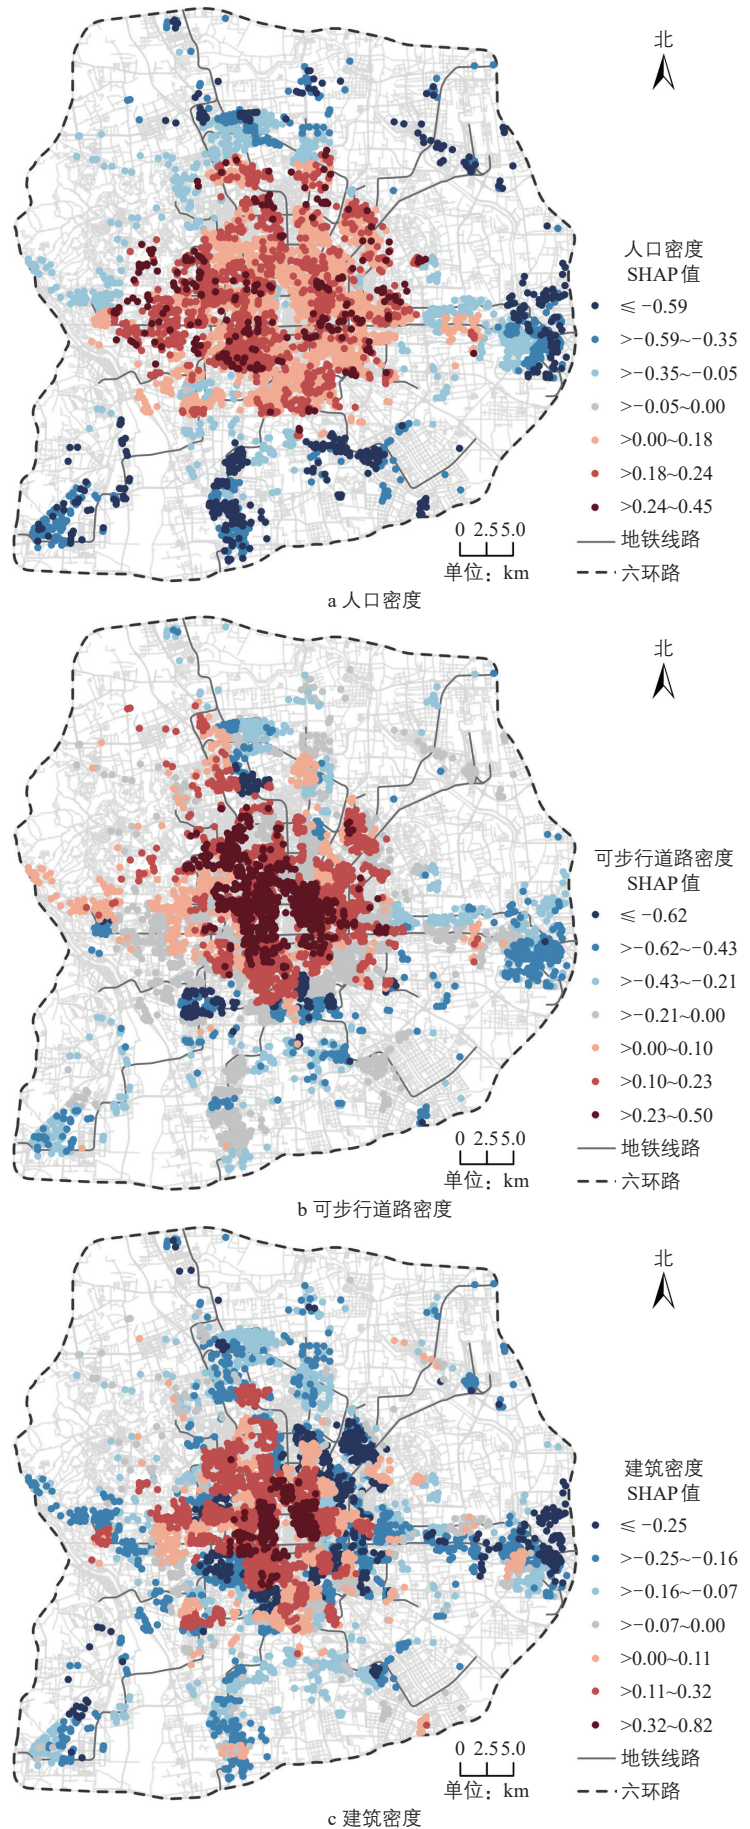 北
人口密度
SHAP值
≤ −0.59
>−0.59~−0.35
>−0.35~−0.05
>−0.05~0.00
>0.00~0.18
>0.18~0.24
>0.24~0.45
地铁线路
六环路
0 2.55.0
单位：km
a 人口密度
北
可步行道路密度
SHAP值
≤ −0.62
>−0.62~−0.43
>−0.43~−0.21
>−0.21~0.00
>0.00~0.10
>0.10~0.23
>0.23~0.50
地铁线路
六环路
0 2.55.0
单位：km
b 可步行道路密度
北
建筑密度
SHAP值
≤ −0.25
>−0.25~−0.16
>−0.16~−0.07
>−0.07~0.00
>0.00~0.11
>0.11~0.32
>0.32~0.82
地铁线路
六环路
0 2.55.0
单位：km
c 建筑密度